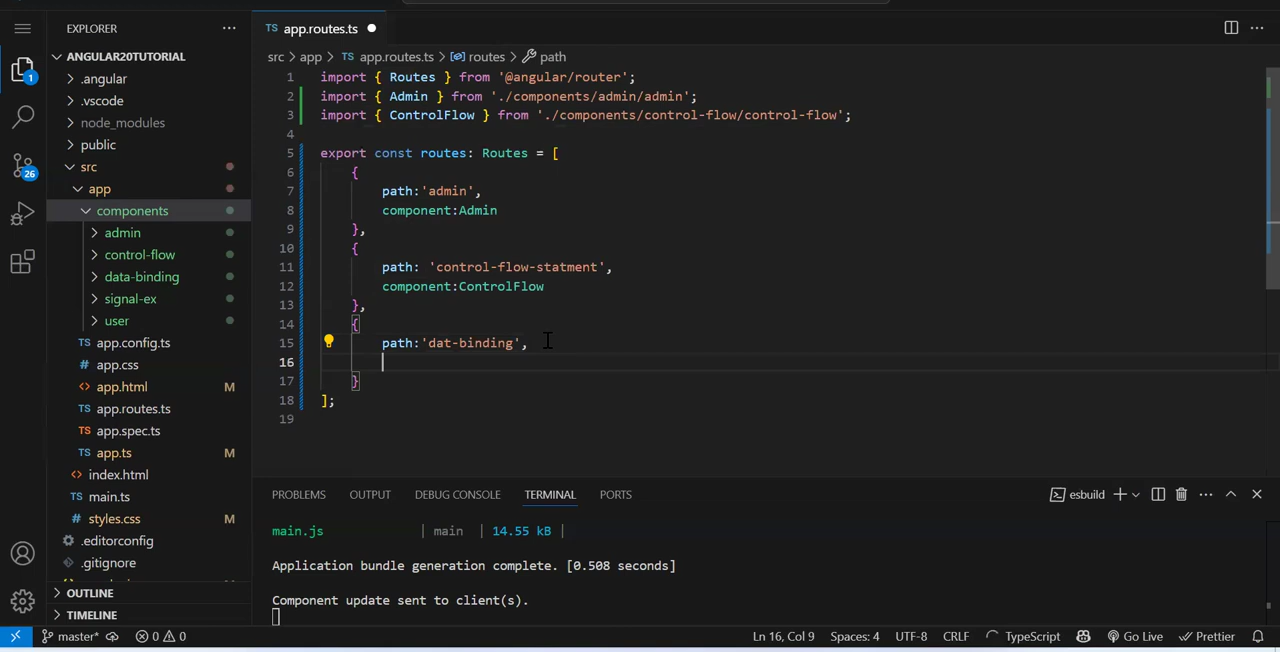 EXPLORER
ANGULAR20TUTORIAL
.angular
.vscode
node_modules
public
src
app
components
admin
control-flow
data-binding
signal-ex
user
app.config.ts
app.css
app.html M
app.routes.ts
app.spec.ts
app.ts M
index.html
main.ts
styles.css M
.editorconfig
.gitignore
OUTLINE
TIMELINE
1
26
TS app.routes.ts
src > app > TS app.routes.ts > routes > path
1 import { Routes } from '@angular/router';
2 import { Admin } from './components/admin/admin';
3 import { ControlFlow } from './components/control-flow/control-flow';
4
5 export const routes: Routes = [
6 {
7 path:'admin',
8 component:Admin
9 },
10 {
11 path: 'control-flow-statment',
12 component:ControlFlow
13 },
14 {
15 path:'dat-binding',
16
17 }
18 ];
19
PROBLEMS OUTPUT DEBUG CONSOLE TERMINAL PORTS esbuild
main.js | main | 14.55 kB |
Application bundle generation complete. [0.508 seconds]
Component update sent to client(s).
master* 0 0 Ln 16, Col 9 Spaces: 4 UTF-8 CRLF TypeScript Go Live Prettier